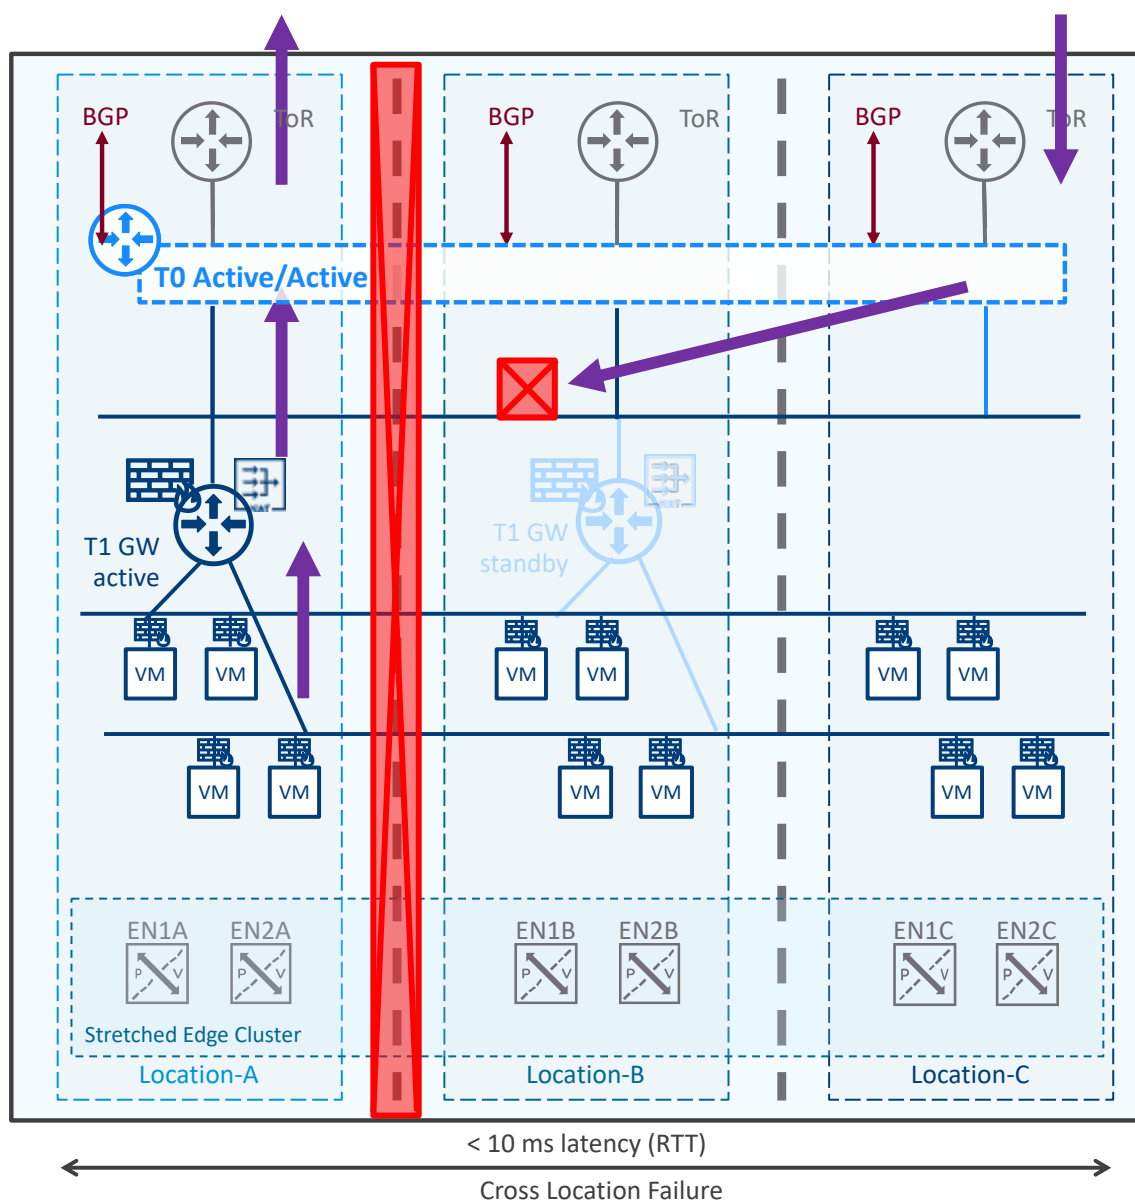 BGP
ToR
BGP
ToR
BGP
ToR
T0 Active/Active
NAT
T1 GW
active
T1 GW
standby
VM
VM
VM
VM
VM
VM
VM
VM
VM
VM
VM
VM
EN1A
EN2A
EN1B
EN2B
EN1C
EN2C
P
V
P
V
P
V
P
V
P
V
P
V
Stretched Edge Cluster
Location-A
Location-B
Location-C
< 10 ms latency (RTT)
Cross Location Failure